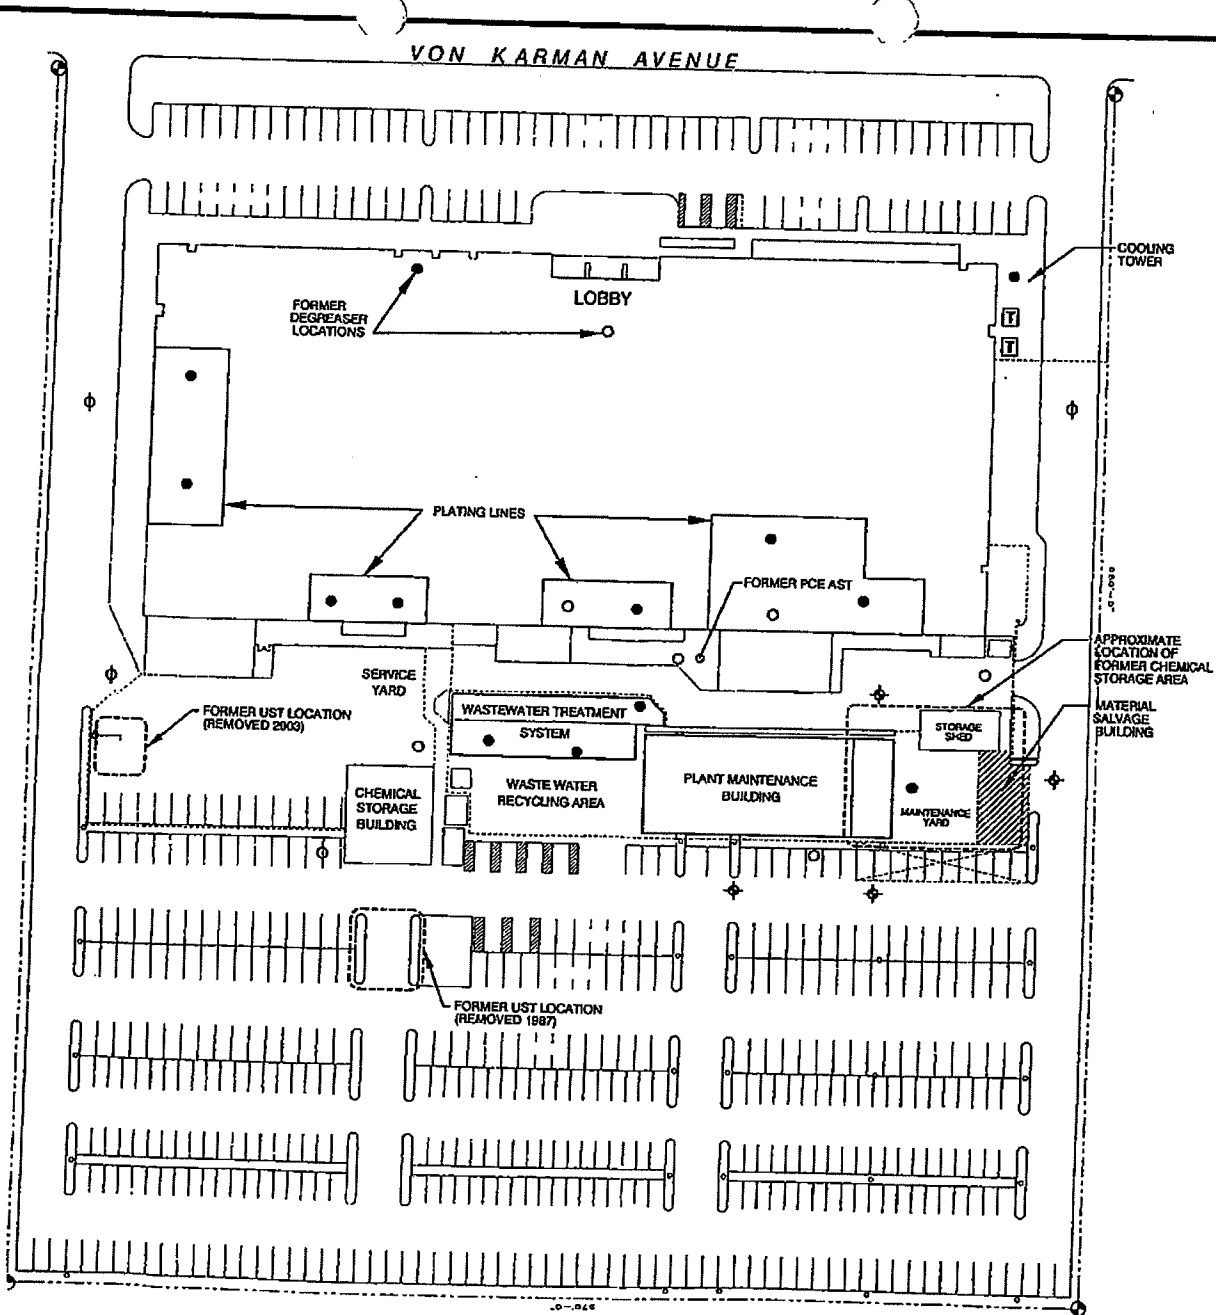 VON KARMAN AVENUE
COOLING
TOWER
FORMER
DEGREASER
LOCATIONS
LOBBY
T
T
PLATING LINES
FORMER PCE AST
APPROXIMATE
LOCATION OF
FORMER CHEMICAL
STORAGE AREA
SERVICE
YARD
FORMER UST LOCATION
(REMOVED 2003)
WASTEWATER TREATMENT
SYSTEM
MATERIAL
SALVAGE
BUILDING
STORAGE
SHED
CHEMICAL
STORAGE
BUILDING
WASTE WATER
RECYCLING AREA
PLANT MAINTENANCE
BUILDING
MAINTENANCE
YARD
FORMER UST LOCATION
(REMOVED 1987)